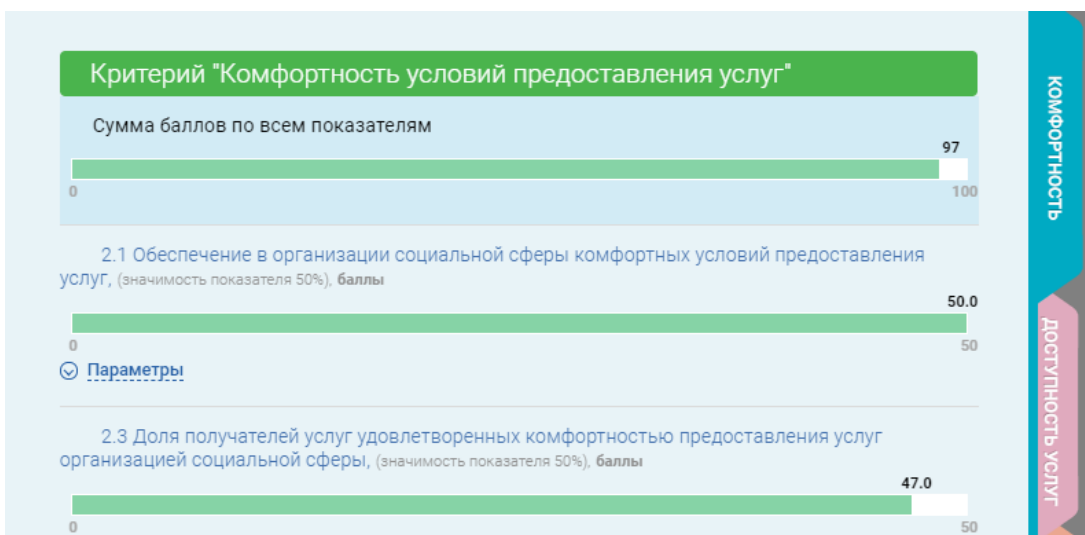 Критерий "Комфортность условий предоставления услуг"
Сумма баллов по всем показателям
97
0
100
2.1 Обеспечение в организации социальной сферы комфортных условий предоставления
услуг, (значимость показателя 50%), баллы
50.0
0
50
Параметры
2.3 Доля получателей услуг удовлетворенных комфортностью предоставления услуг
организацией социальной сферы, (значимость показателя 50%), баллы
47.0
0
50
КОМФОРТНОСТЬ
ДОСТУПНОСТЬ УСЛУГ